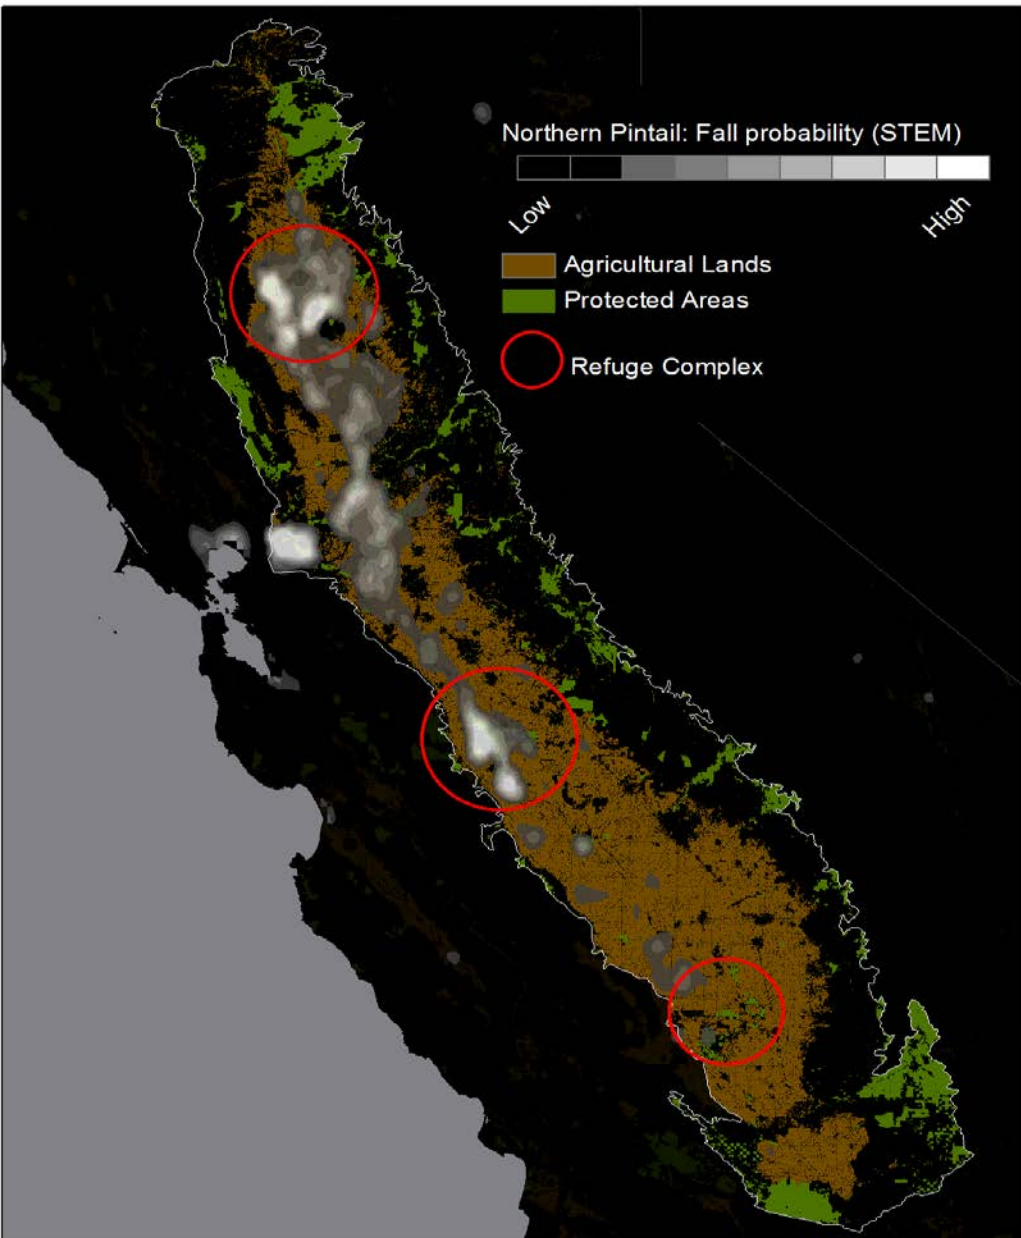 Northern Pintail: Fall probability (STEM)
Low
High
Agricultural Lands
Protected Areas
Refuge Complex